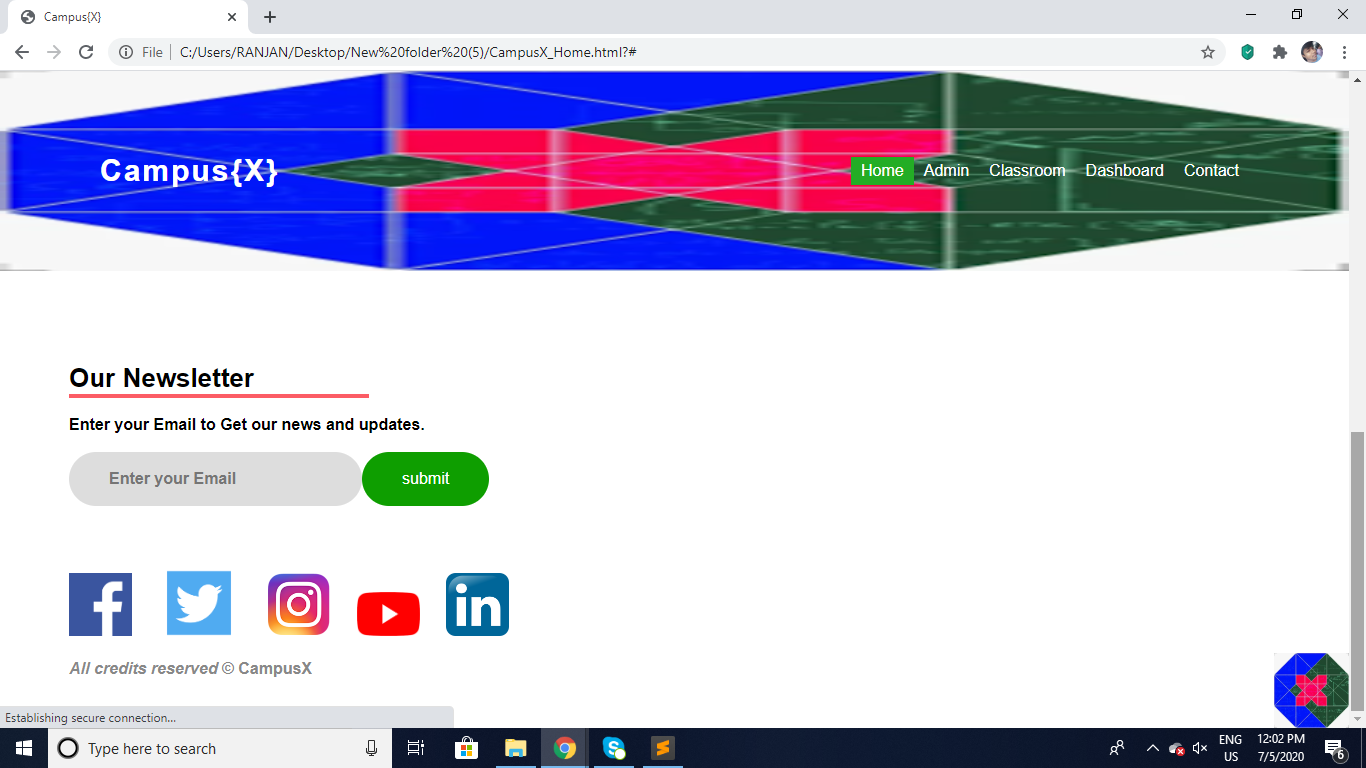 Campus{X}
File
C:/Users/RANJAN/Desktop/New%20folder%20(5)/CampusX_Home.html?#
Campus{X}
Home Admin Classroom Dashboard Contact
Our Newsletter
Enter your Email to Get our news and updates.
Enter your Email submit
All credits reserved © CampusX
Establishing secure connection...
Type here to search
ENG
US
12:02 PM
7/5/2020
6